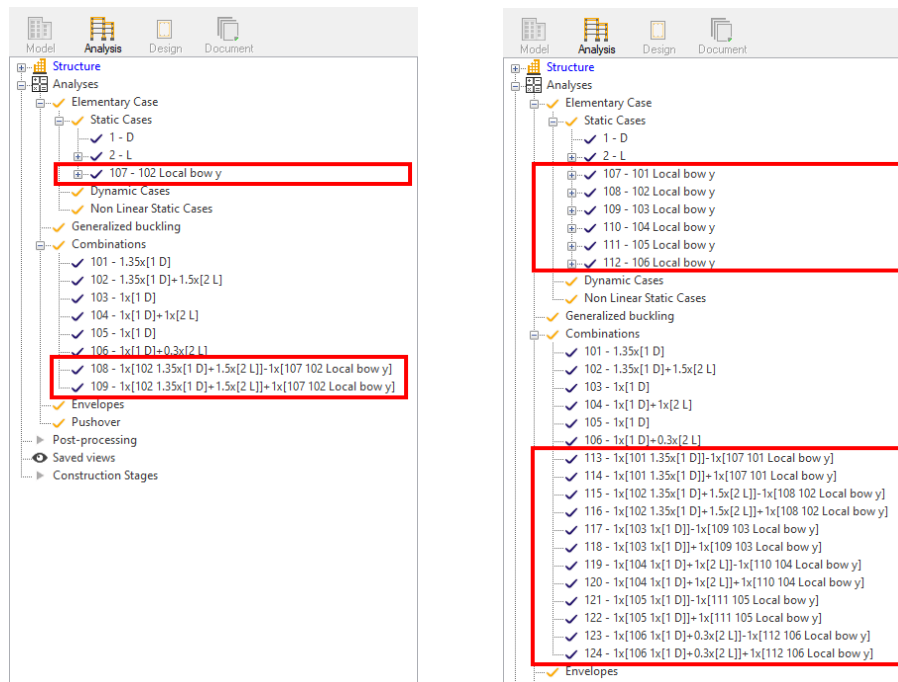 Model Analysis Design Document
Structure
Analyses
Elementary Case
Static Cases
1 - D
2 - L
107 - 102 Local bow y
Dynamic Cases
Non Linear Static Cases
Generalized buckling
Combinations
101 - 1.35x[1 D]
102 - 1.35x[1 D]+1.5x[2 L]
103 - 1x[1 D]
104 - 1x[1 D]+1x[2 L]
105 - 1x[1 D]
106 - 1x[1 D]+0.3x[2 L]
108 - 1x[102 1.35x[1 D]+1.5x[2 L]]-1x[107 102 Local bow y]
109 - 1x[102 1.35x[1 D]+1.5x[2 L]]+1x[107 102 Local bow y]
Envelopes
Pushover
Post-processing
Saved views
Construction Stages
Model Analysis Design Document
Structure
Analyses
Elementary Case
Static Cases
1 - D
2 - L
107 - 101 Local bow y
108 - 102 Local bow y
109 - 103 Local bow y
110 - 104 Local bow y
111 - 105 Local bow y
112 - 106 Local bow y
Dynamic Cases
Non Linear Static Cases
Generalized buckling
Combinations
101 - 1.35x[1 D]
102 - 1.35x[1 D]+1.5x[2 L]
103 - 1x[1 D]
104 - 1x[1 D]+1x[2 L]
105 - 1x[1 D]
106 - 1x[1 D]+0.3x[2 L]
113 - 1x[101 1.35x[1 D]]-1x[107 101 Local bow y]
114 - 1x[101 1.35x[1 D]]+1x[107 101 Local bow y]
115 - 1x[102 1.35x[1 D]+1.5x[2 L]]-1x[108 102 Local bow y]
116 - 1x[102 1.35x[1 D]+1.5x[2 L]]+1x[108 102 Local bow y]
117 - 1x[103 1x[1 D]]-1x[109 103 Local bow y]
118 - 1x[103 1x[1 D]]+1x[109 103 Local bow y]
119 - 1x[104 1x[1 D]+1x[2 L]]-1x[110 104 Local bow y]
120 - 1x[104 1x[1 D]+1x[2 L]]+1x[110 104 Local bow y]
121 - 1x[105 1x[1 D]]-1x[111 105 Local bow y]
122 - 1x[105 1x[1 D]]+1x[111 105 Local bow y]
123 - 1x[106 1x[1 D]+0.3x[2 L]]-1x[112 106 Local bow y]
124 - 1x[106 1x[1 D]+0.3x[2 L]]+1x[112 106 Local bow y]
Envelopes